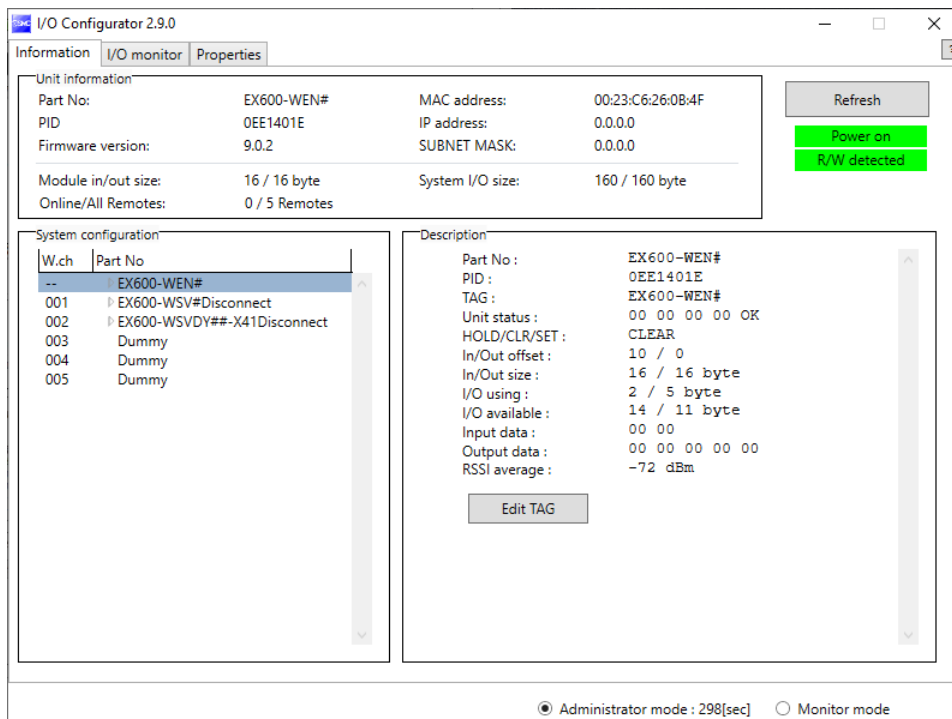 I/O Configurator 2.9.0
Information I/O monitor Properties
Unit information
Part No: EX600-WEN# MAC address: 00:23:C6:26:0B:4F
PID 0EE1401E IP address: 0.0.0.0
Firmware version: 9.0.2 SUBNET MASK: 0.0.0.0
Module in/out size: 16 / 16 byte System I/O size: 160 / 160 byte
Online/All Remotes: 0 / 5 Remotes
Refresh
Power on
R/W detected
System configuration
W.ch Part No
-- EX600-WEN#
001 EX600-WSV#Disconnect
002 EX600-WSVDY##-X41Disconnect
003 Dummy
004 Dummy
005 Dummy
Description
Part No : EX600-WEN#
PID : 0EE1401E
TAG : EX600-WEN#
Unit status : 00 00 00 00 OK
HOLD/CLR/SET : CLEAR
In/Out offset : 10 / 0
In/Out size : 16 / 16 byte
I/O using : 2 / 5 byte
I/O available : 14 / 11 byte
Input data : 00 00
Output data : 00 00 00 00 00
RSSI average : -72 dBm
Edit TAG
Administrator mode : 298[sec] Monitor mode